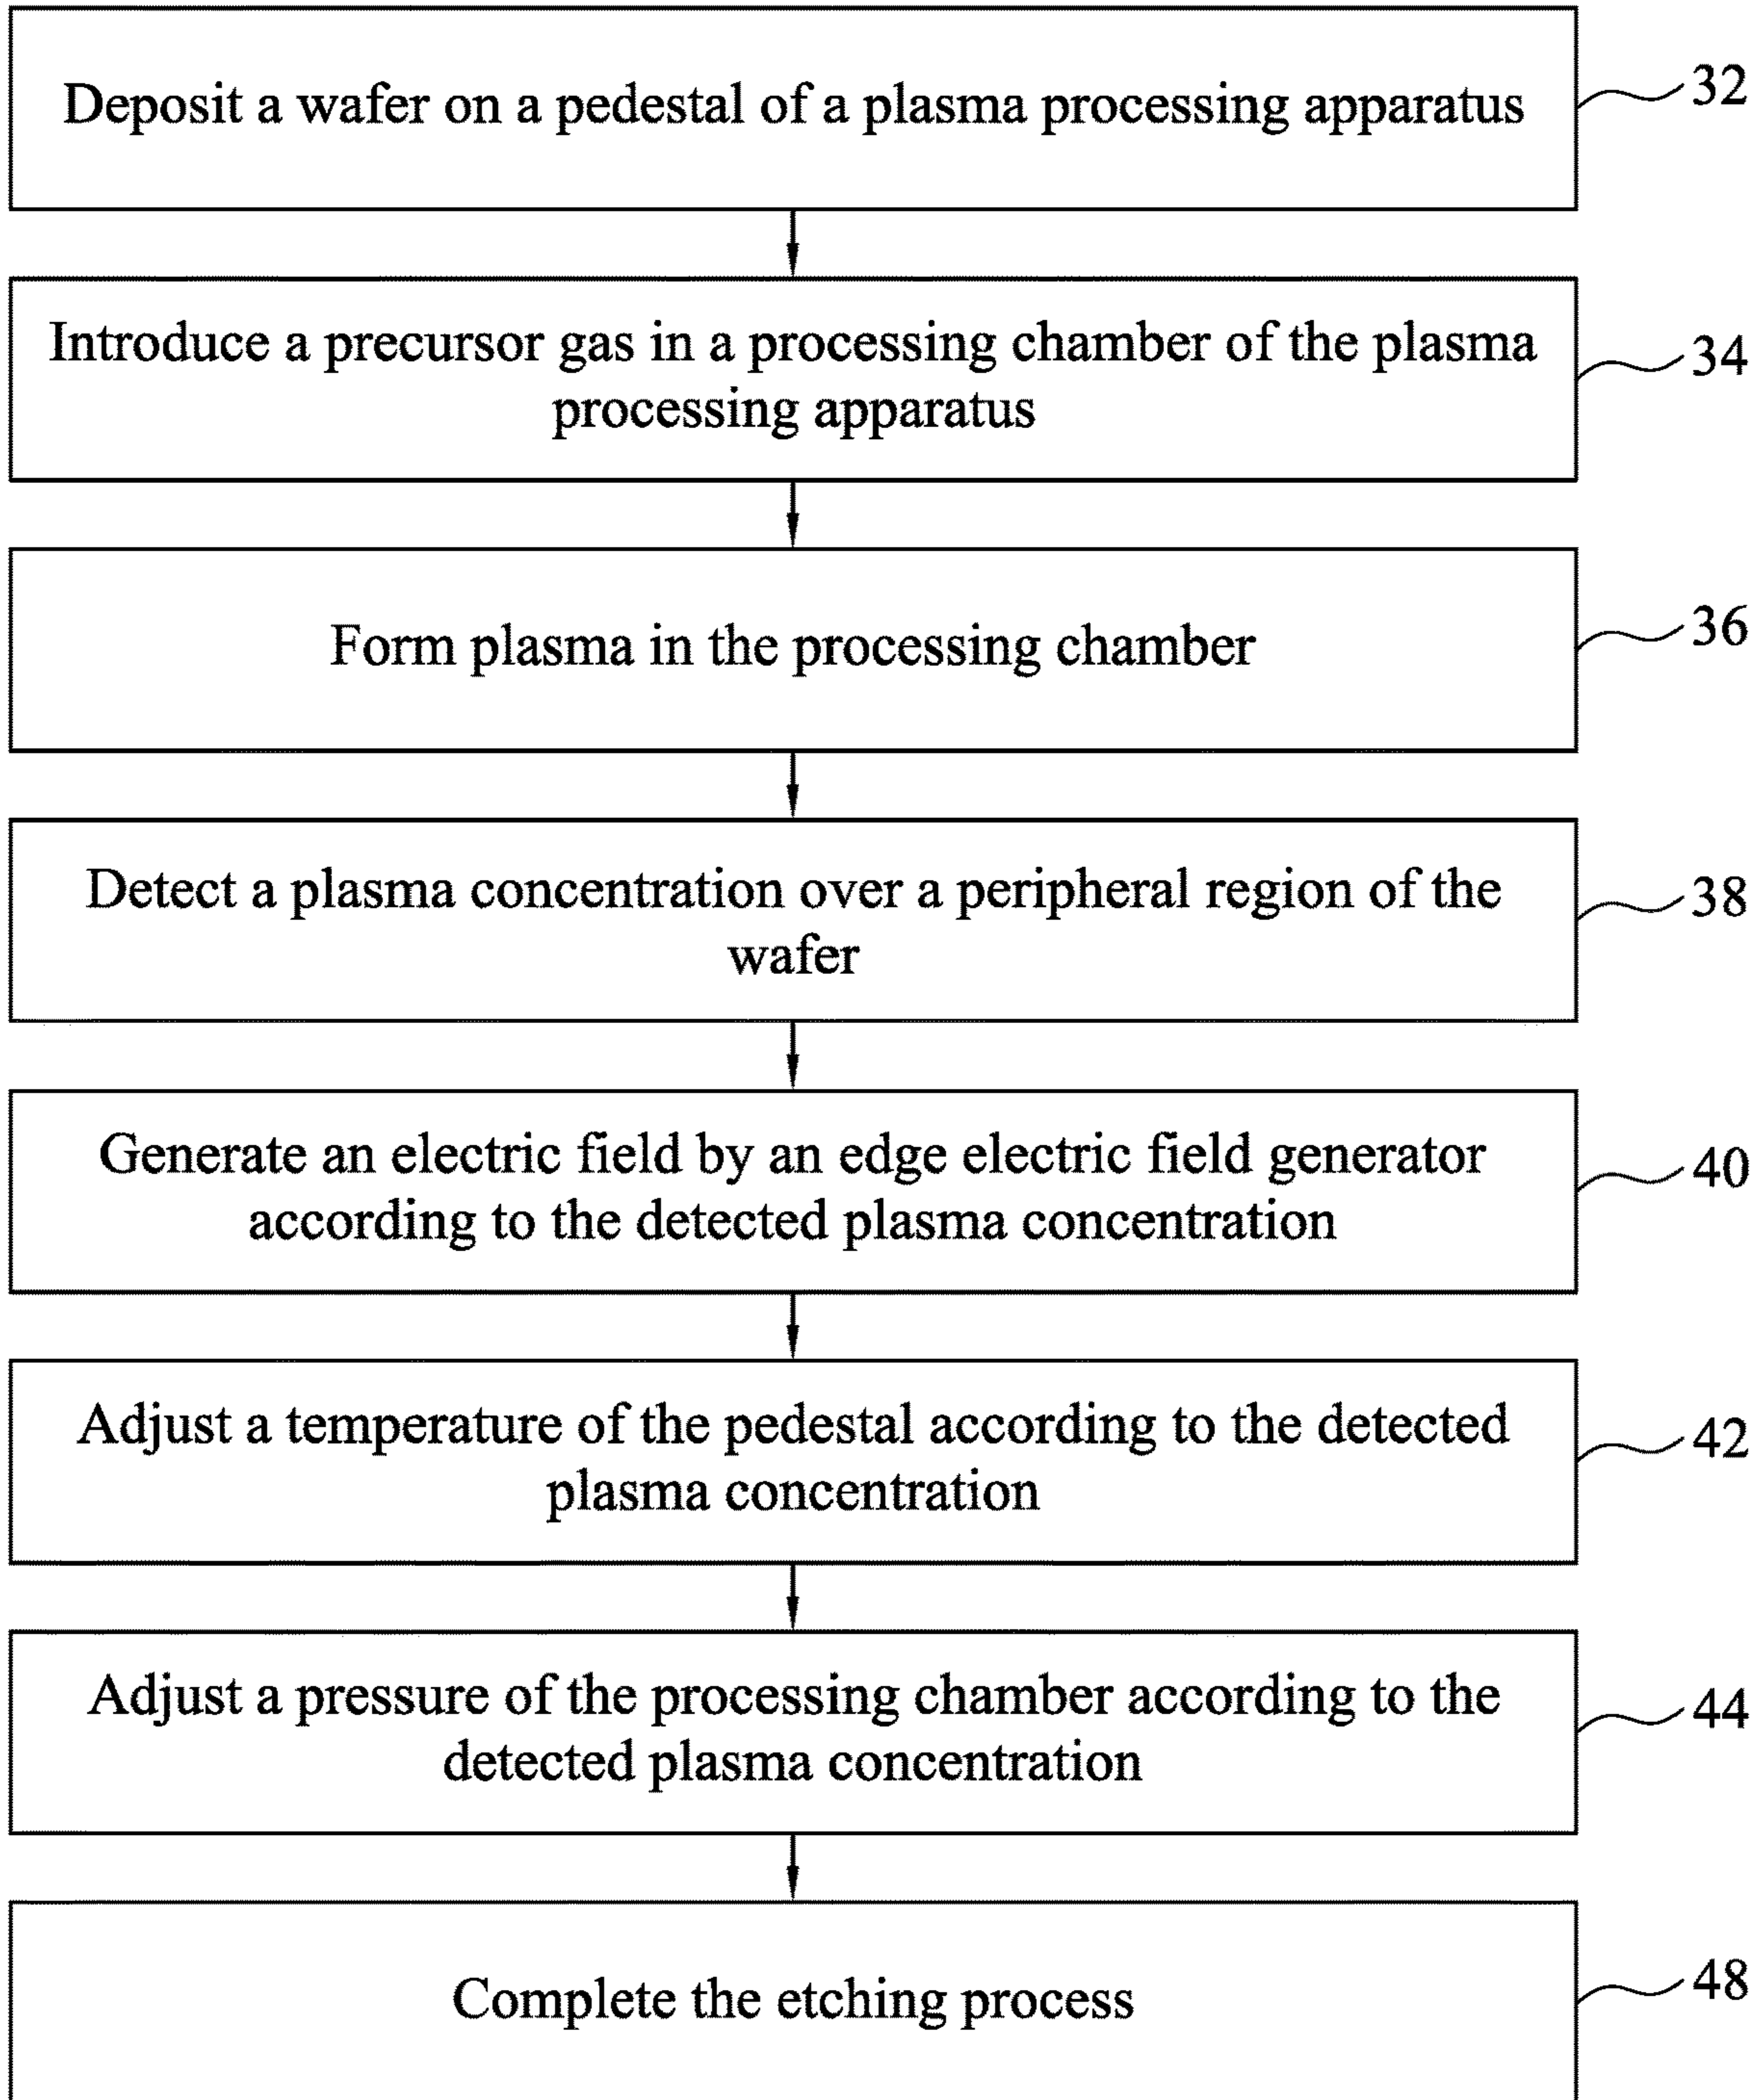 Deposit a wafer on a pedestal of a plasma processing apparatus
32
Introduce a precursor gas in a processing chamber of the plasma
processing apparatus
34
Form plasma in the processing chamber
36
Detect a plasma concentration over a peripheral region of the
wafer
38
Generate an electric field by an edge electric field generator
according to the detected plasma concentration
40
Adjust a temperature of the pedestal according to the detected
plasma concentration
42
Adjust a pressure of the processing chamber according to the
detected plasma concentration
44
Complete the etching process
48